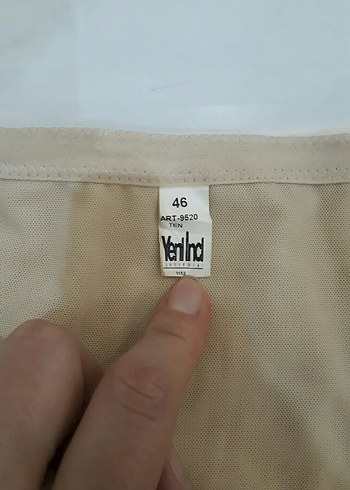 46
ART-9520
TEN
Yeni İnci